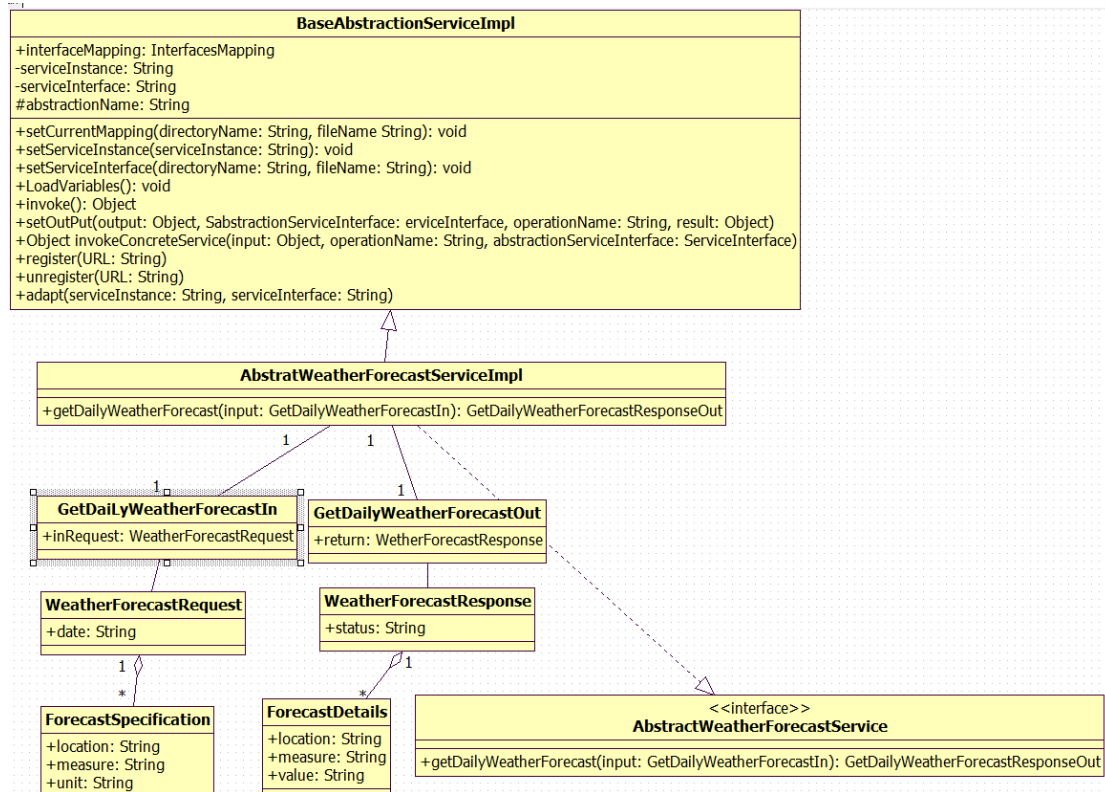 BaseAbstractionServiceImpl
+interfaceMapping: InterfacesMapping
-serviceInstance: String
-serviceInterface: String
#abstractionName: String
+setCurrentMapping(directoryName: String, fileName String): void
+setServiceInstance(serviceInstance: String): void
+setServiceInterface(directoryName: String, fileName: String): void
+LoadVariables(): void
+invoke(): Object
+setOutPut(output: Object, SabstractionServiceInterface: erviceInterface, operationName: String, result: Object)
+Object invokeConcreteService(input: Object, operationName: String, abstractionServiceInterface: ServiceInterface)
+register(URL: String)
+unregister(URL: String)
+adapt(serviceInstance: String, serviceInterface: String)
AbstratWeatherForecastServiceImpl
+getDailyWeatherForecast(input: GetDailyWeatherForecastIn): GetDailyWeatherForecastResponseOut
1
1
1
1
GetDaiLyWeatherForecastIn
+inRequest: WeatherForecastRequest
GetDailyWeatherForecastOut
+return: WetherForecastResponse
WeatherForecastRequest
+date: String
WeatherForecastResponse
+status: String
1
*
1
*
ForecastSpecification
+location: String
+measure: String
+unit: String
ForecastDetails
+location: String
+measure: String
+value: String
<<interface>>
AbstractWeatherForecastService
+getDailyWeatherForecast(input: GetDailyWeatherForecastIn): GetDailyWeatherForecastResponseOut